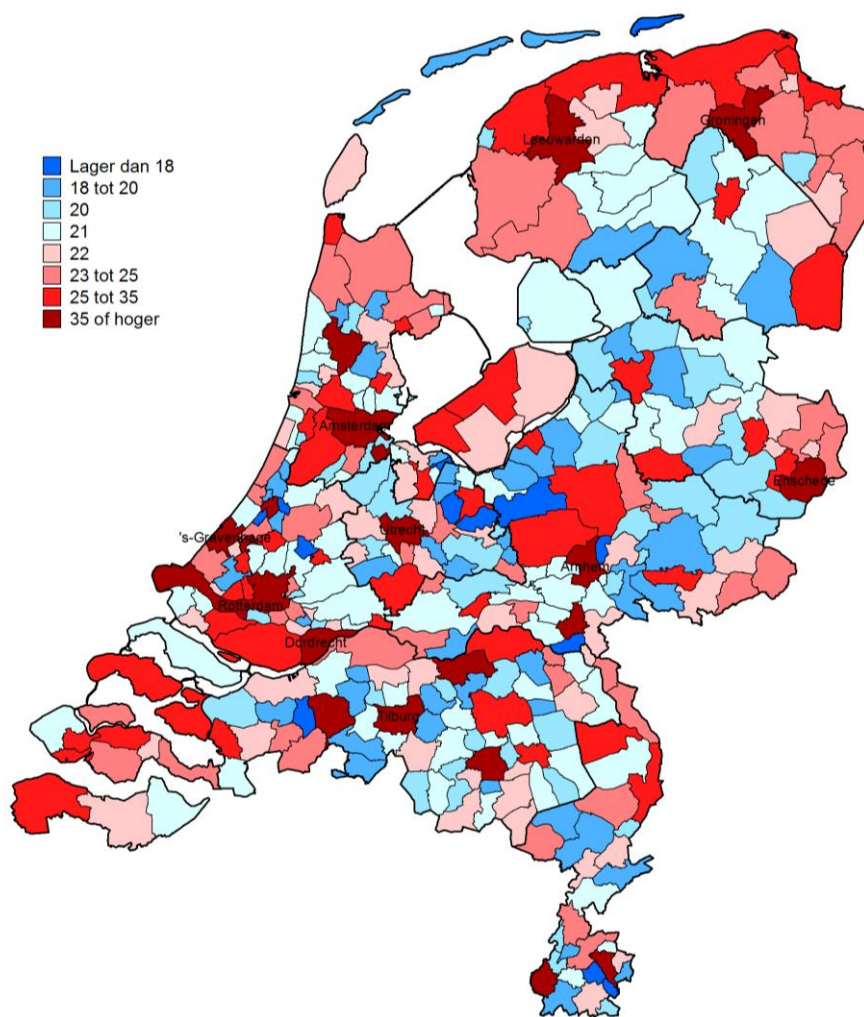 Groningen
Leeuwarden
Lager dan 18
18 tot 20
20
21
22
23 tot 25
25 tot 35
35 of hoger
Amsterdam
Enschede
's-Gravenhage
Utrecht
Arnhem
Rotterdam
Dordrecht
Tilburg